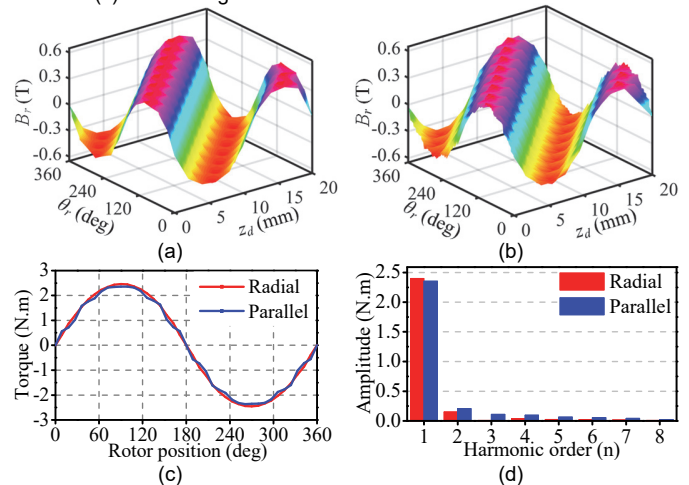 0.6
0.3
0
-0.3
-0.6
B_r (T)
360
240
120
0
θ_r (deg)
0
5
10
15
20
z_d (mm)
(a)
0.6
0.3
0
-0.3
-0.6
B_r (T)
360
240
120
0
θ_r (deg)
0
5
10
15
20
z_d (mm)
(b)
3
2
1
0
-1
-2
-3
Torque (N.m)
Radial
Parallel
0 60 120 180 240 300 360
Rotor position (deg)
(c)
2.5
2.0
1.5
1.0
0.5
0.0
Amplitude (N.m)
Radial
Parallel
1 2 3 4 5 6 7 8
Harmonic order (n)
(d)